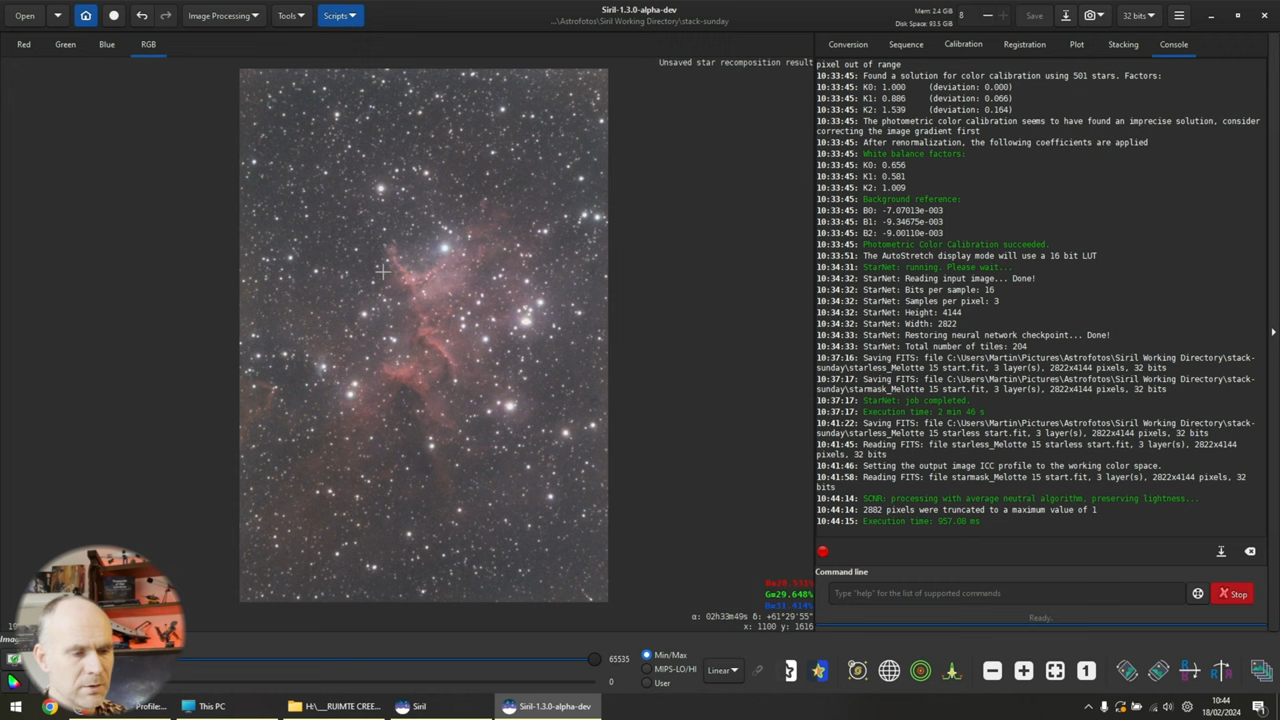 Open
Image Processing
Tools
Scripts
Siril-1.3.0-alpha-dev
...\Astrofotos\Siril Working Directory\stack-sunday
Mem: 2.4 G
Disk Space: 93.5 G
8
Save
32 bits
Red
Green
Blue
RGB
Unsaved star recomposition result
Conversion
Sequence
Calibration
Registration
Plot
Stacking
Console
pixel out of range
10:33:45: Found a solution for color calibration using 501 stars. Factors:
10:33:45: K0: 1.000 (deviation: 0.000)
10:33:45: K1: 0.886 (deviation: 0.066)
10:33:45: K2: 1.539 (deviation: 0.164)
10:33:45: The photometric color calibration seems to have found an imprecise solution, consider
correcting the image gradient first
10:33:45: After renormalization, the following coefficients are applied
10:33:45: White balance factors:
10:33:45: K0: 0.656
10:33:45: K1: 0.581
10:33:45: K2: 1.009
10:33:45: Background reference:
10:33:45: B0: -7.07013e-003
10:33:45: B1: -9.34675e-003
10:33:45: B2: -9.00110e-003
10:33:45: Photometric Color Calibration succeeded.
10:33:51: The AutoStretch display mode will use a 16 bit LUT
10:34:31: StarNet: running. Please wait...
10:34:32: StarNet: Reading input image... Done!
10:34:32: StarNet: Bits per sample: 16
10:34:32: StarNet: Samples per pixel: 3
10:34:32: StarNet: Height: 4144
10:34:32: StarNet: Width: 2822
10:34:33: StarNet: Restoring neural network checkpoint... Done!
10:34:33: StarNet: Total number of tiles: 204
10:37:16: Saving FITS: file C:\Users\Martin\Pictures\Astrofotos\Siril Working Directory\stack-
sunday\starless_Melotte 15 start.fit, 3 layer(s), 2822x4144 pixels, 32 bits
10:37:17: Saving FITS: file C:\Users\Martin\Pictures\Astrofotos\Siril Working Directory\stack-
sunday\starmask_Melotte 15 start.fit, 3 layer(s), 2822x4144 pixels, 32 bits
10:37:17: StarNet: job completed.
10:37:17: Execution time: 2 min 46 s
10:41:22: Saving FITS: file C:\Users\Martin\Pictures\Astrofotos\Siril Working Directory\stack-
sunday\starless_Melotte 15 starless start.fit, 3 layer(s), 2822x4144 pixels, 32 bits
10:41:45: Reading FITS: file starless_Melotte 15 starless start.fit, 3 layer(s), 2822x4144
pixels, 32 bits
10:41:46: Setting the output image ICC profile to the working color space.
10:41:58: Reading FITS: file starmask_Melotte 15 start.fit, 3 layer(s), 2822x4144 pixels, 32
bits
10:44:14: SCNR: processing with average neutral algorithm, preserving lightness...
10:44:14: 2882 pixels were truncated to a maximum value of 1
10:44:15: Execution time: 957.08 ms
Command line
Type "help" for the list of supported commands
Stop
Ready.
G=29.648%
α: 02h33m49s δ: +61°29'55"
x: 1100 y: 1616
65535
0
Min/Max
MIPS-LO/HI
User
Linear
1
Profile...
This PC
H:\__RUIMTE CREE...
Siril
Siril-1.3.0-alpha-dev
10:44
18/02/2024